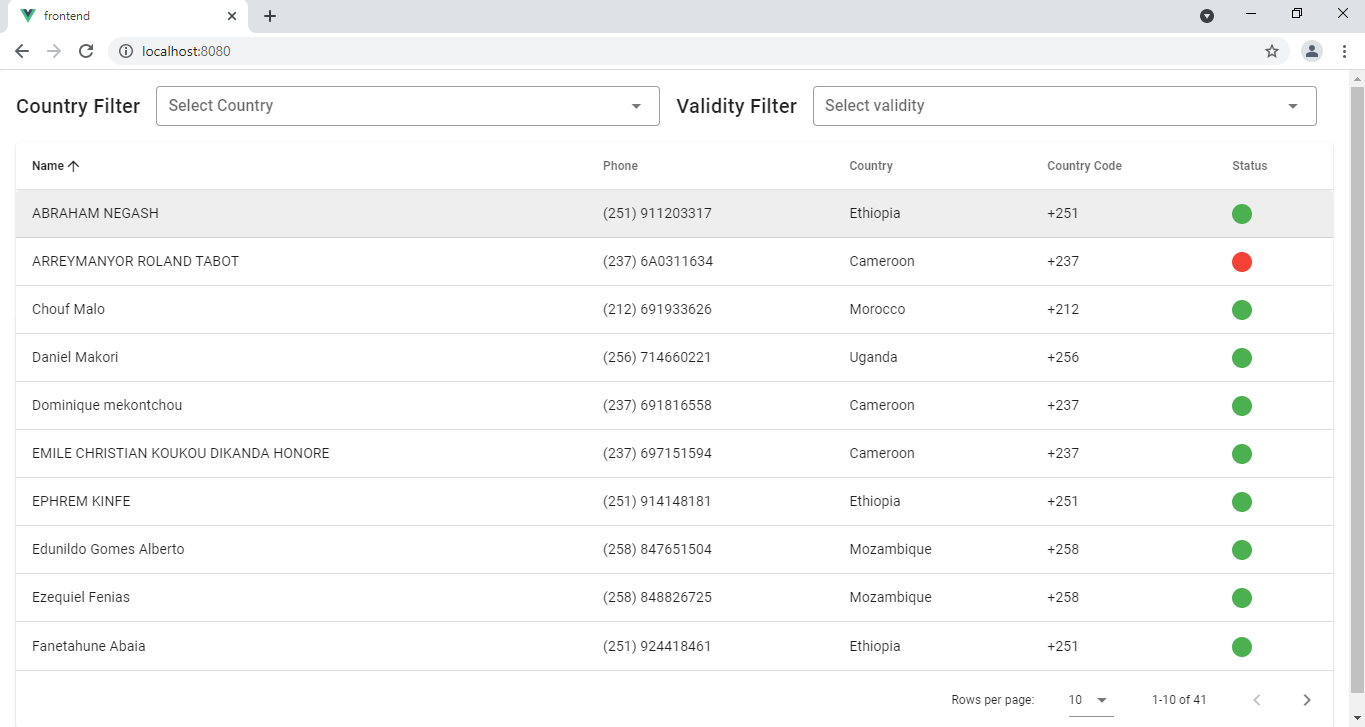 frontend
localhost:8080
Country Filter Select Country Validity Filter Select validity
Name Phone Country Country Code Status
ABRAHAM NEGASH (251) 911203317 Ethiopia +251
ARREYMANYOR ROLAND TABOT (237) 6A0311634 Cameroon +237
Chouf Malo (212) 691933626 Morocco +212
Daniel Makori (256) 714660221 Uganda +256
Dominique mekontchou (237) 691816558 Cameroon +237
EMILE CHRISTIAN KOUKOU DIKANDA HONORE (237) 697151594 Cameroon +237
EPHREM KINFE (251) 914148181 Ethiopia +251
Edunildo Gomes Alberto (258) 847651504 Mozambique +258
Ezequiel Fenias (258) 848826725 Mozambique +258
Fanetahune Abaia (251) 924418461 Ethiopia +251
Rows per page: 10 1-10 of 41